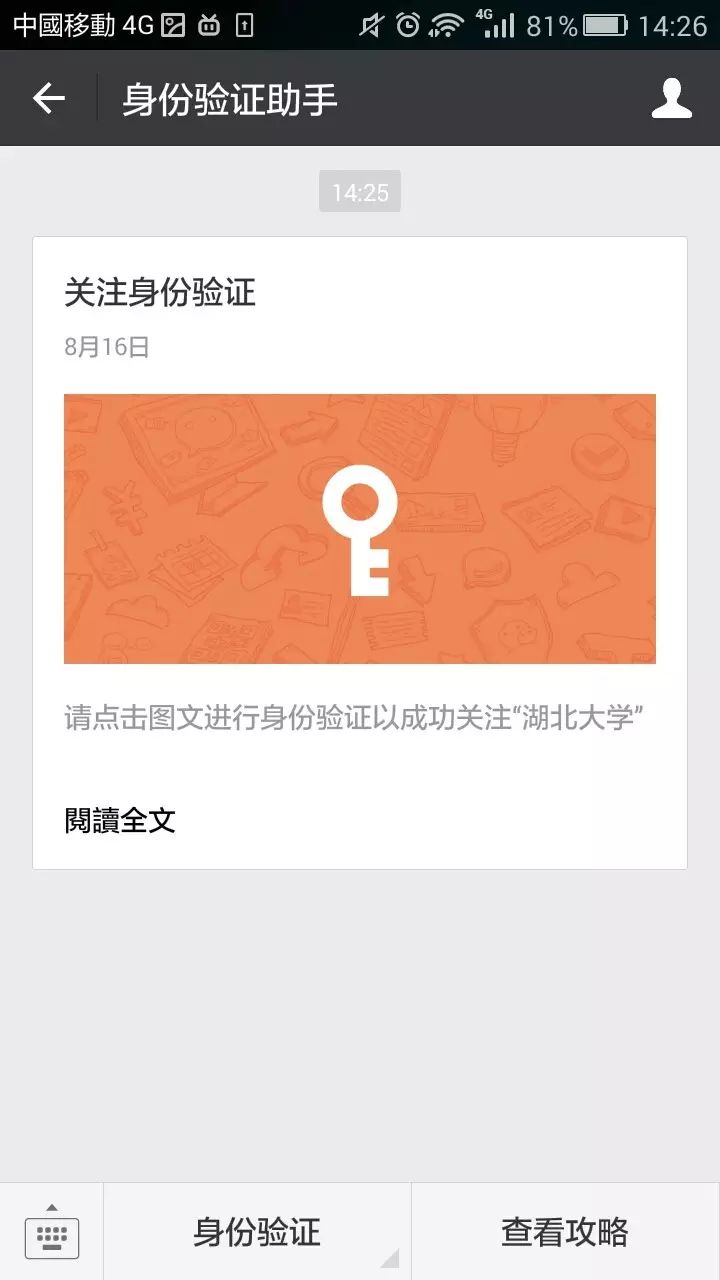 中國移動 4G 4G 81% 14:26
身份验证助手
14:25
关注身份验证
8月16日
请点击图文进行身份验证以成功关注“湖北大学”
閱讀全文
身份验证 查看攻略